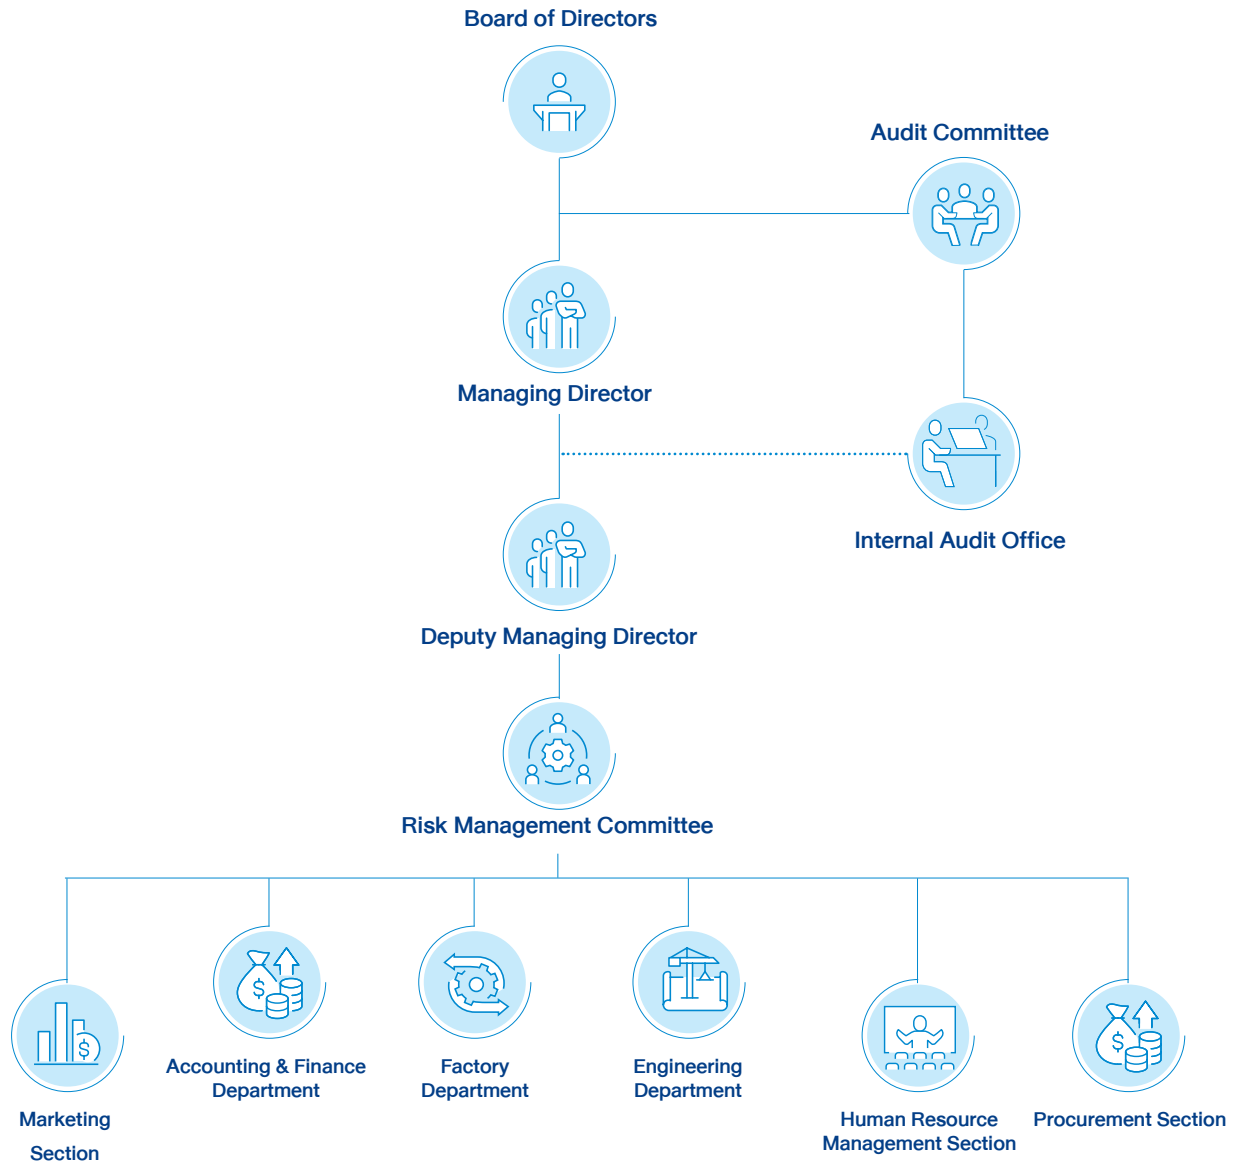 Board of Directors
Audit Committee
Managing Director
Internal Audit Office
Deputy Managing Director
Risk Management Committee
Marketing
Section
Accounting & Finance
Department
Factory
Department
Engineering
Department
Human Resource
Management Section
Procurement Section